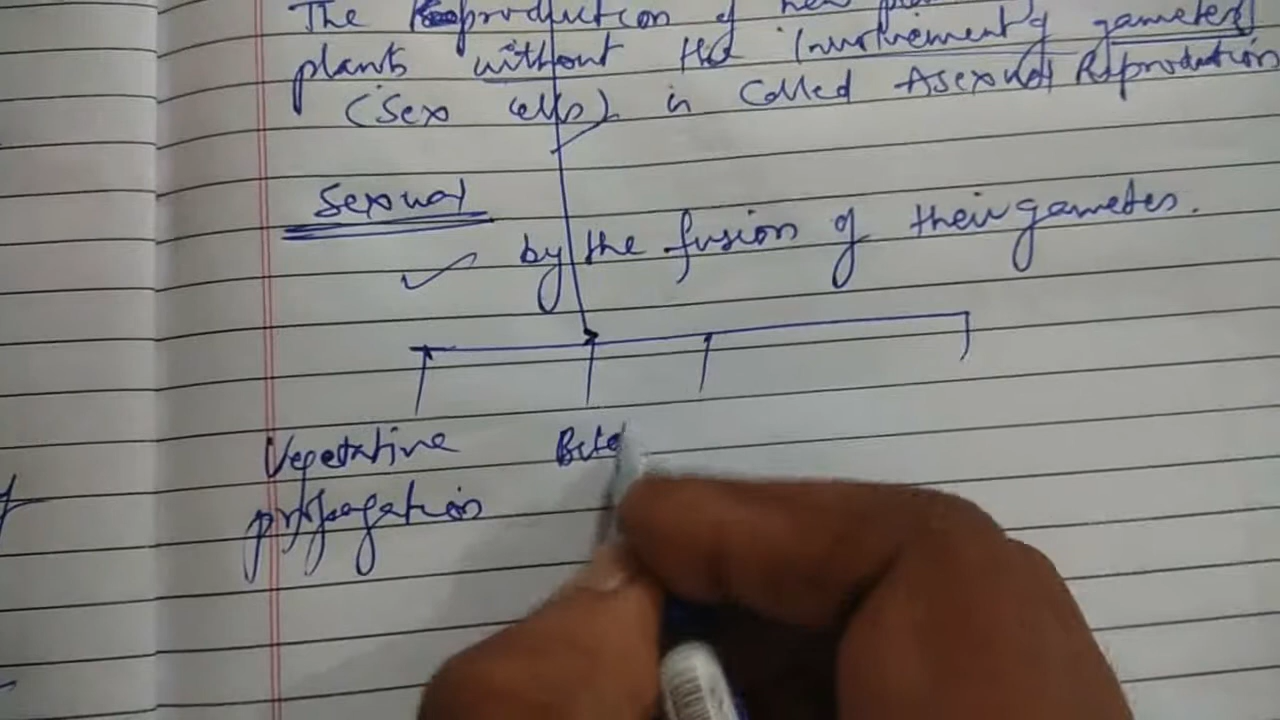 The Reproduction of new
plants without the involvement of gametes
(Sex cells) is called Asexual Reproduction
Sexual
by the fusion of their gametes.
Vegetative
propagation